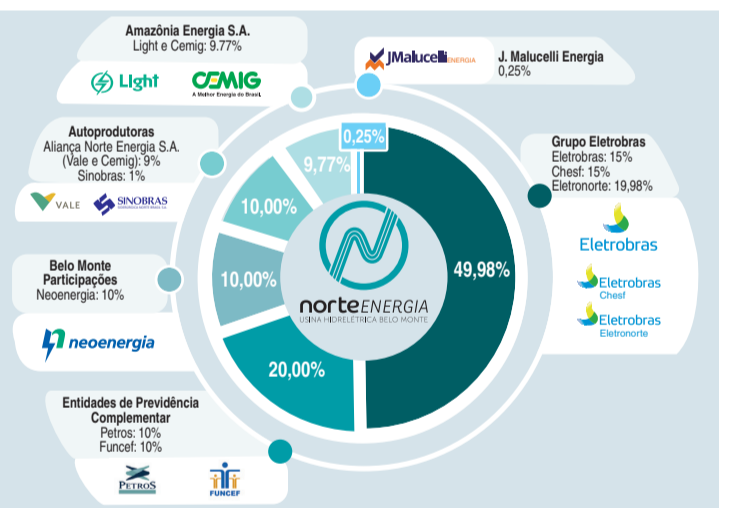 Amazônia Energia S.A.
Light e Cemig: 9.77%
LIght
CEMIG
A Melhor Energia do Brasil.
JMalucelli ENERGIA
J. Malucelli Energia
0,25%
Autoprodutoras
Aliança Norte Energia S.A.
(Vale e Cemig): 9%
Sinobras: 1%
VALE
SINOBRAS
Grupo Eletrobras
Eletrobras: 15%
Chesf: 15%
Eletronorte: 19,98%
Eletrobras
Eletrobras
Chesf
Eletrobras
Eletronorte
Belo Monte
Participações
Neoenergia: 10%
neoenergia
Entidades de Previdência
Complementar
Petros: 10%
Funcef: 10%
PETROS
FUNCEF
0,25%
9,77%
10,00%
10,00%
20,00%
49,98%
norte ENERGIA
USINA HIDRELÉTRICA BELO MONTE